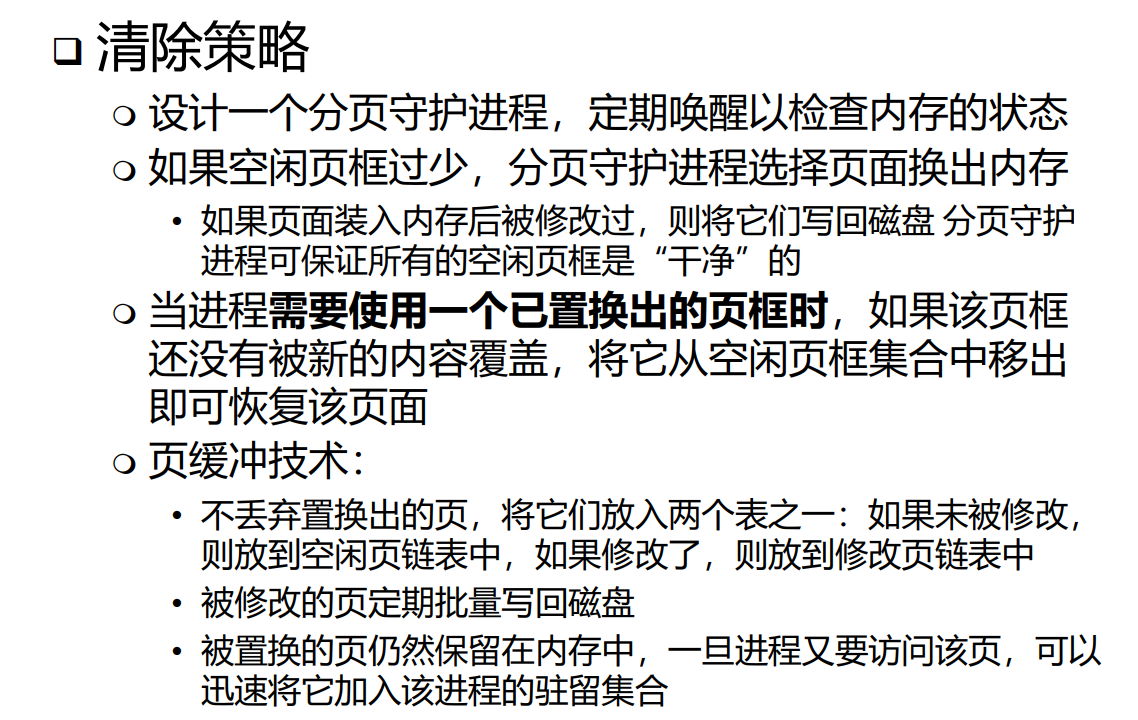 ❑ 清除策略
○ 设计一个分页守护进程，定期唤醒以检查内存的状态
○ 如果空闲页框过少，分页守护进程选择页面换出内存
• 如果页面装入内存后被修改过，则将它们写回磁盘 分页守护
进程可保证所有的空闲页框是“干净”的
○ 当进程需要使用一个已置换出的页框时，如果该页框
还没有被新的内容覆盖，将它从空闲页框集合中移出
即可恢复该页面
○ 页缓冲技术：
• 不丢弃置换出的页，将它们放入两个表之一：如果未被修改，
则放到空闲页链表中，如果修改了，则放到修改页链表中
• 被修改的页定期批量写回磁盘
• 被置换的页仍然保留在内存中，一旦进程又要访问该页，可以
迅速将它加入该进程的驻留集合